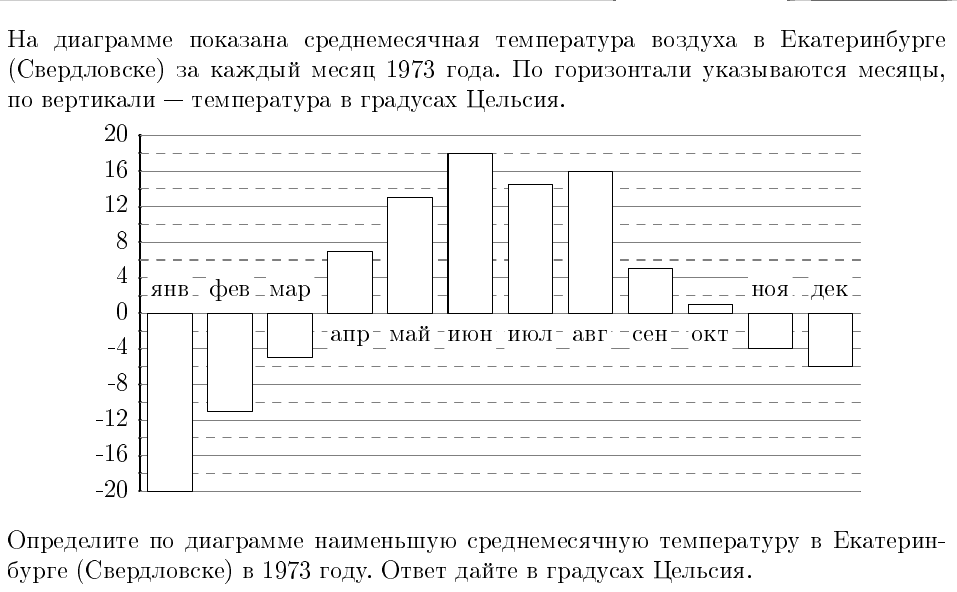 На диаграмме показана среднемесячная температура воздуха в Екатеринбурге
(Свердловске) за каждый месяц 1973 года. По горизонтали указываются месяцы,
по вертикали — температура в градусах Цельсия.
20
16
12
8
4
янв фев мар ноя дек
0
апр май июн июл авг сен окт
-4
-8
-12
-16
-20
Определите по диаграмме наименьшую среднемесячную температуру в Екатерин-
бурге (Свердловске) в 1973 году. Ответ дайте в градусах Цельсия.